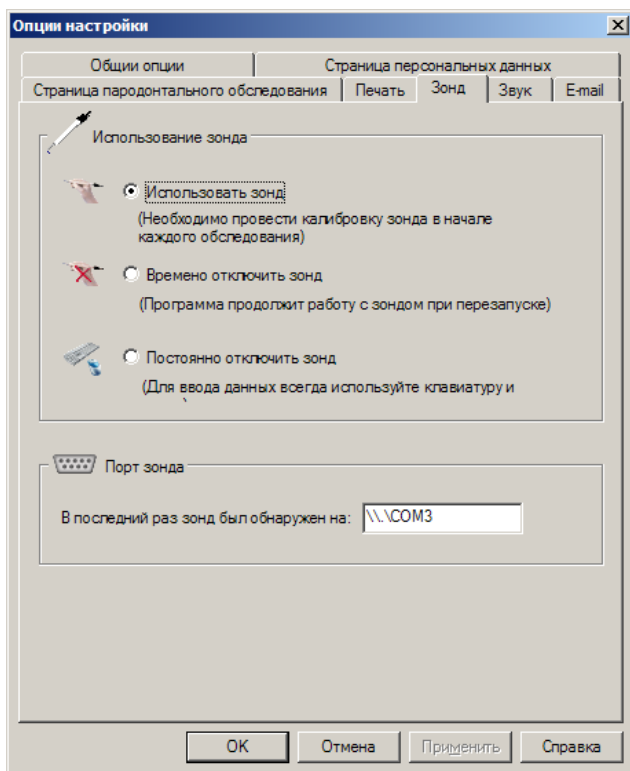 Опции настройки
Общии опции
Страница персональных данных
Страница пародонтального обследования
Печать
Зонд
Звук
E-mail
Использование зонда
Использовать зонд
(Необходимо провести калибровку зонда в начале
каждого обследования)
Времено отключить зонд
(Программа продолжит работу с зондом при перезапуске)
Постоянно отключить зонд
(Для ввода данных всегда используйте клавиатуру и
Порт зонда
В последний раз зонд был обнаружен на:
\\.\COM3
OK
Отмена
Применить
Справка